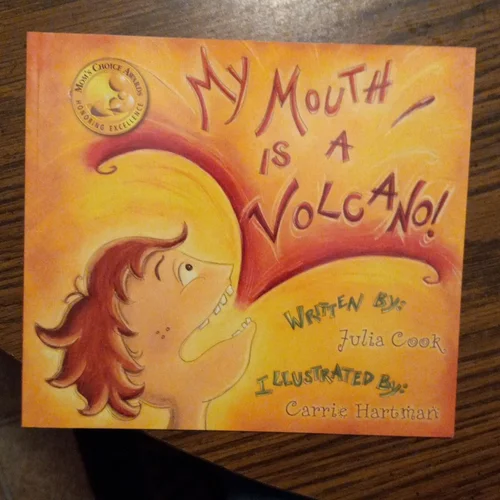 MOM'S CHOICE AWARDS
HONORING EXCELLENCE
MY MOUTH
IS A
VOLCANO!
WRITTEN BY:
Julia Cook
ILLUSTRATED BY:
Carrie Hartman